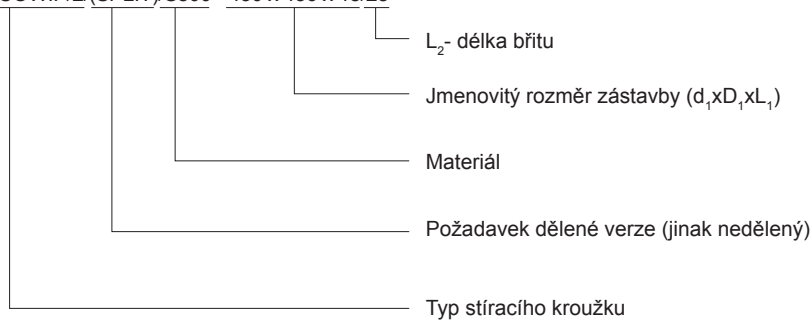 L₂- délka břitu
Jmenovitý rozměr zástavby (d₁xD₁xL₁)
Materiál
Požadavek dělené verze (jinak nedělený)
Typ stíracího kroužku